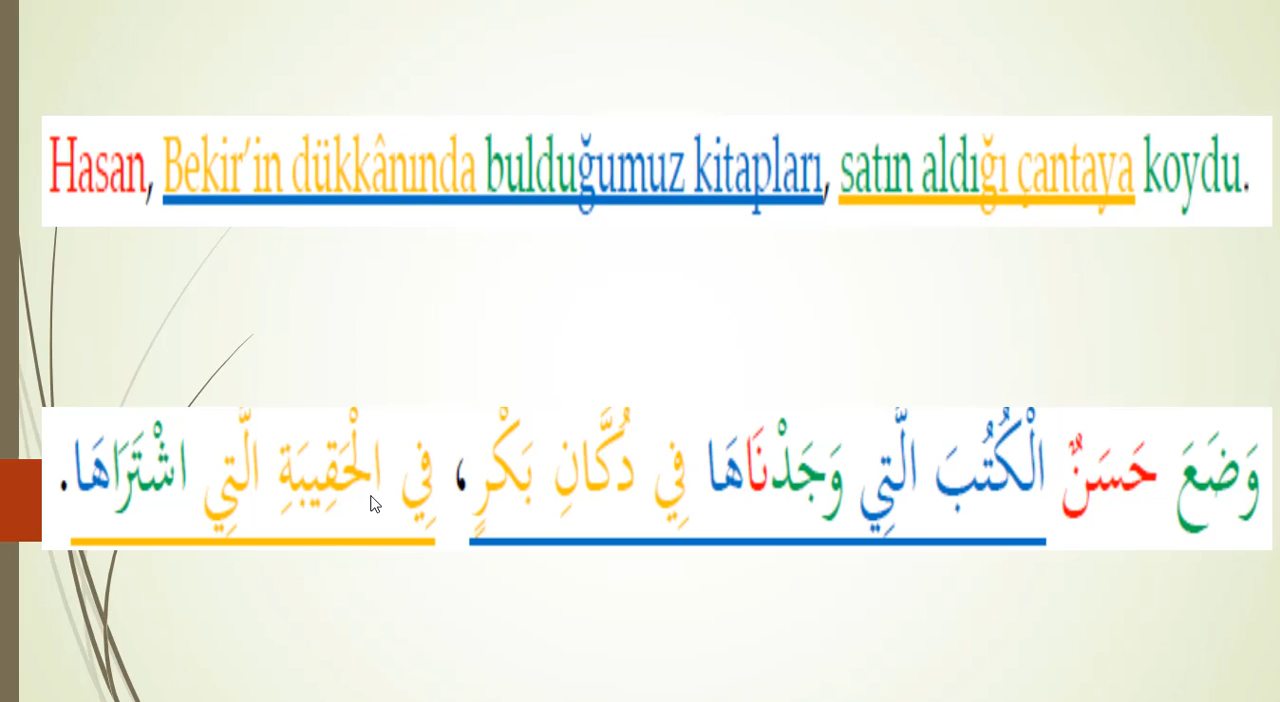 Hasan, Bekir’in dükkânında bulduğumuz kitapları, satın aldığı çantaya koydu.
وَضَعَ حَسَنٌ الْكُتُبَ الَّتِي وَجَدْنَاهَا فِي دُكَّانِ بَكْرٍ، فِي الْحَقِيبَةِ الَّتِي اشْتَرَاهَا.